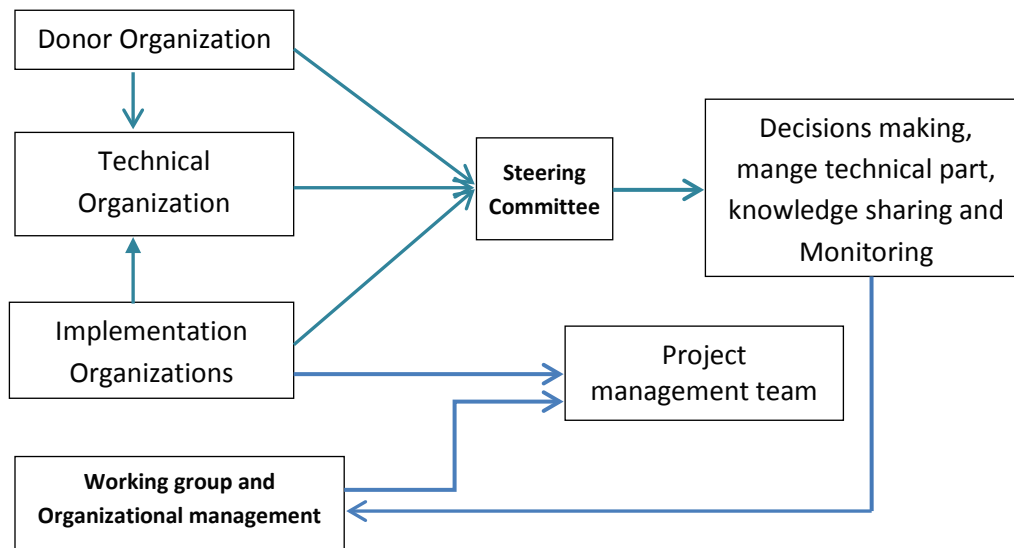 Donor Organization
Technical
Organization
Implementation
Organizations
Steering
Committee
Decisions making,
mange technical part,
knowledge sharing and
Monitoring
Project
management team
Working group and
Organizational management